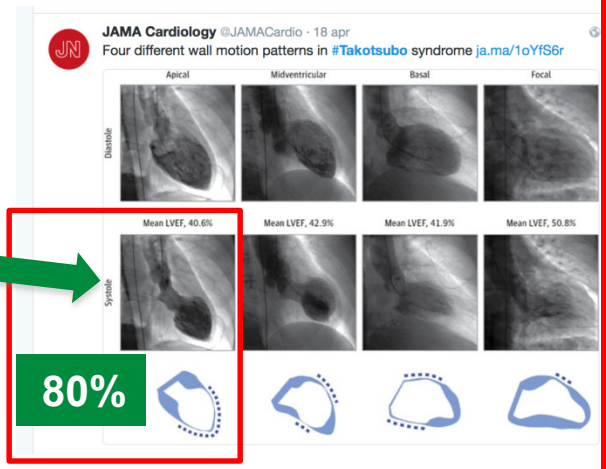 JAMA Cardiology @JAMACardio · 18 apr
JN
Four different wall motion patterns in #Takotsubo syndrome ja.ma/1oYfS6r
Apical Midventricular Basal Focal
Diastole
Mean LVEF, 40.6% Mean LVEF, 42.9% Mean LVEF, 41.9% Mean LVEF, 50.8%
Systole
80%